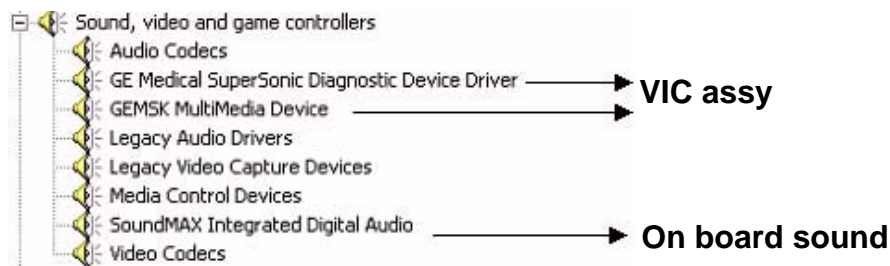 Sound, video and game controllers
Audio Codecs
GE Medical SuperSonic Diagnostic Device Driver
VIC assy
GEMSK MultiMedia Device
Legacy Audio Drivers
Legacy Video Capture Devices
Media Control Devices
SoundMAX Integrated Digital Audio
On board sound
Video Codecs